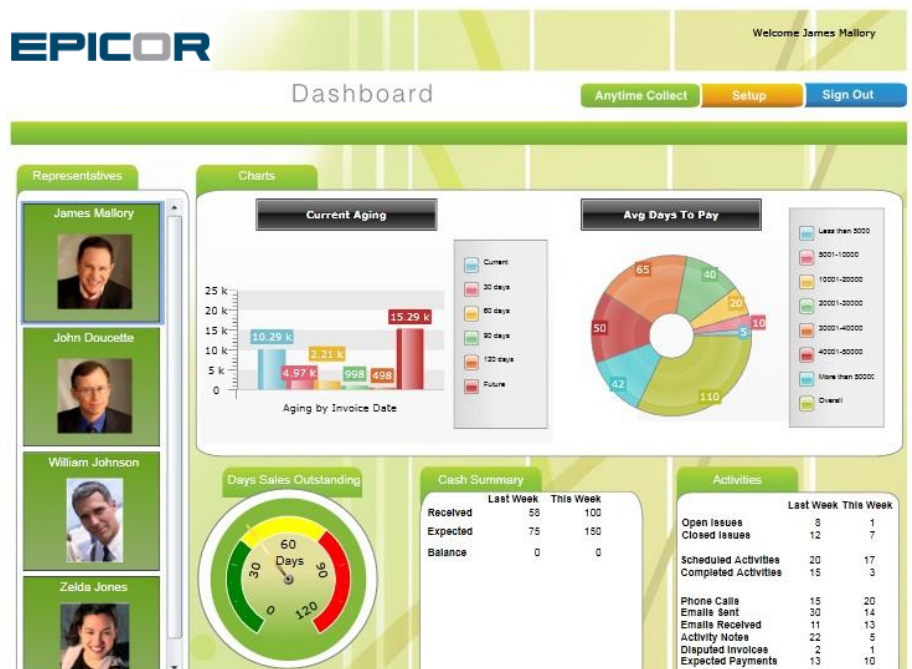 EPICOR
Welcome James Mallory
Dashboard
Anytime Collect
Setup
Sign Out
Representatives
James Mallory
John Doucette
William Johnson
Zelda Jones
Charts
Current Aging
25 k
20 k
15 k
10 k
5 k
0
10.29 k
4.97 k
2.21 k
998
498
15.29 k
Aging by Invoice Date
Current
30 days
60 days
90 days
120 days
Future
Avg Days To Pay
65
40
20
10
5
110
42
50
Less than 5000
5001-10000
10001-20000
20001-30000
30001-40000
40001-50000
More than 50000
Overall
Days Sales Outstanding
60
Days
30
90
0
120
Cash Summary
Last Week This Week
Received 58 100
Expected 75 150
Balance 0 0
Activities
Last Week This Week
Open Issues 8 1
Closed Issues 12 7
Scheduled Activities 20 17
Completed Activities 15 3
Phone Calls 15 20
Emails Sent 30 14
Emails Received 11 13
Activity Notes 22 5
Disputed Invoices 2 1
Expected Payments 13 10